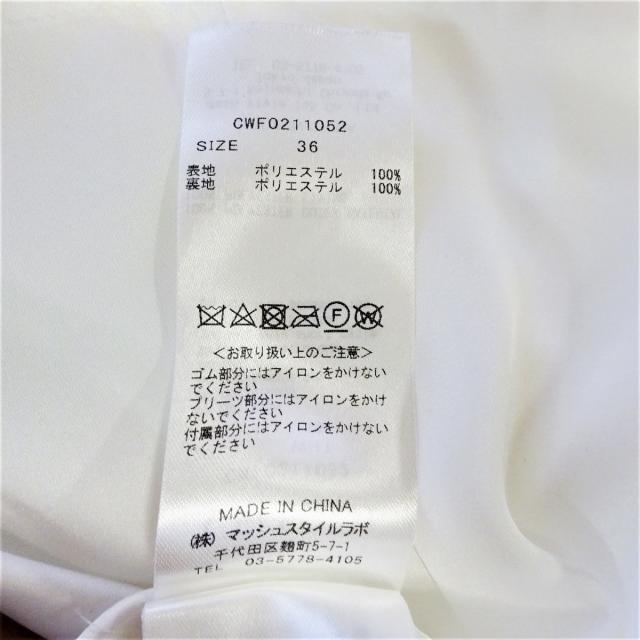 CWFO211052
SIZE 36
表地 ポリエステル 100%
裏地 ポリエステル 100%
F W
<お取り扱い上のご注意>
ゴム部分にはアイロンをかけない
でください
プリーツ部分にはアイロンをかけ
ないでください
付属部分にはアイロンをかけない
でください
MADE IN CHINA
(株)マッシュスタイルラボ
千代田区麹町5-7-1
TEL 03-5778-4105